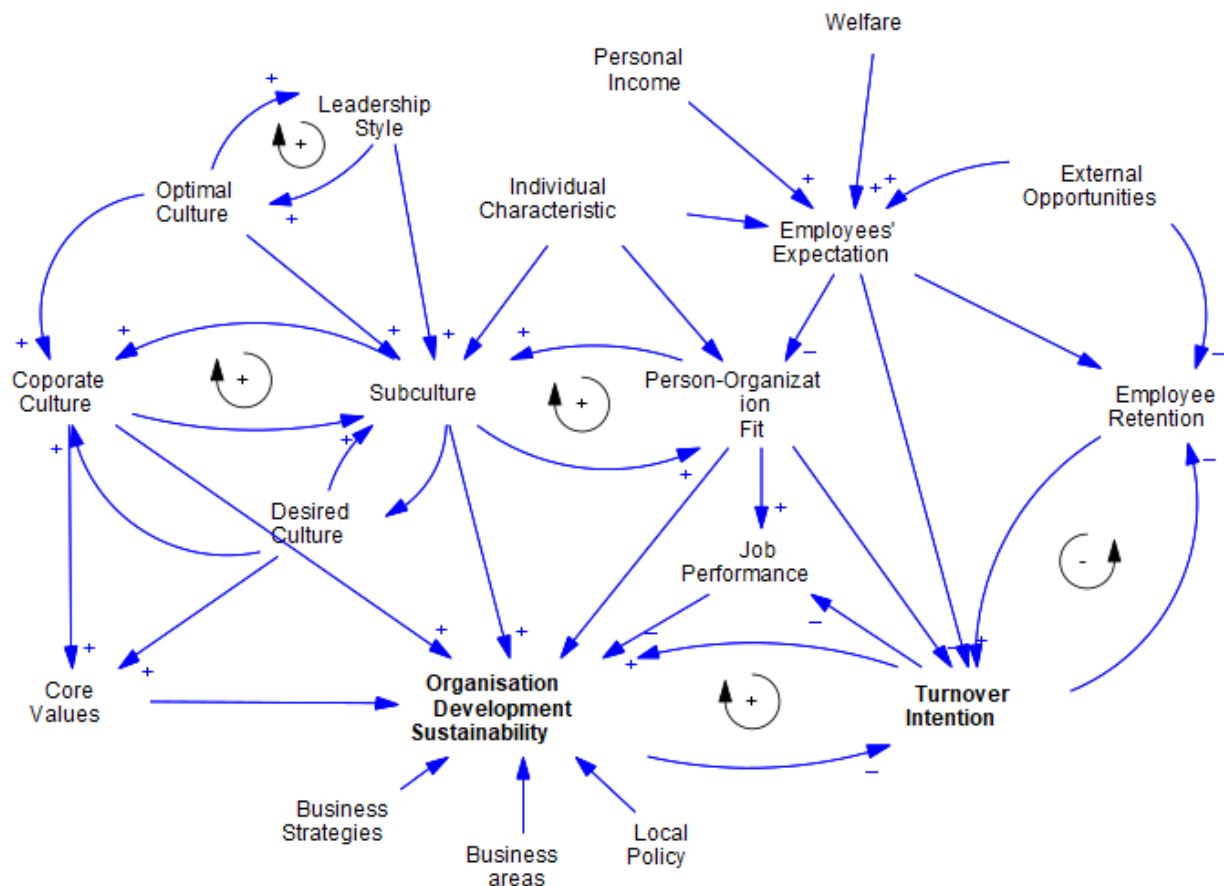 Welfare
Personal
Income
Leadership
Style
Optimal
Culture
Individual
Characteristic
External
Opportunities
Employees'
Expectation
Coporate
Culture
Subculture
Person-Organizat
ion
Fit
Employee
Retention
Desired
Culture
Job
Performance
Core
Values
Organisation
Development
Sustainability
Turnover
Intention
Business
Strategies
Business
areas
Local
Policy